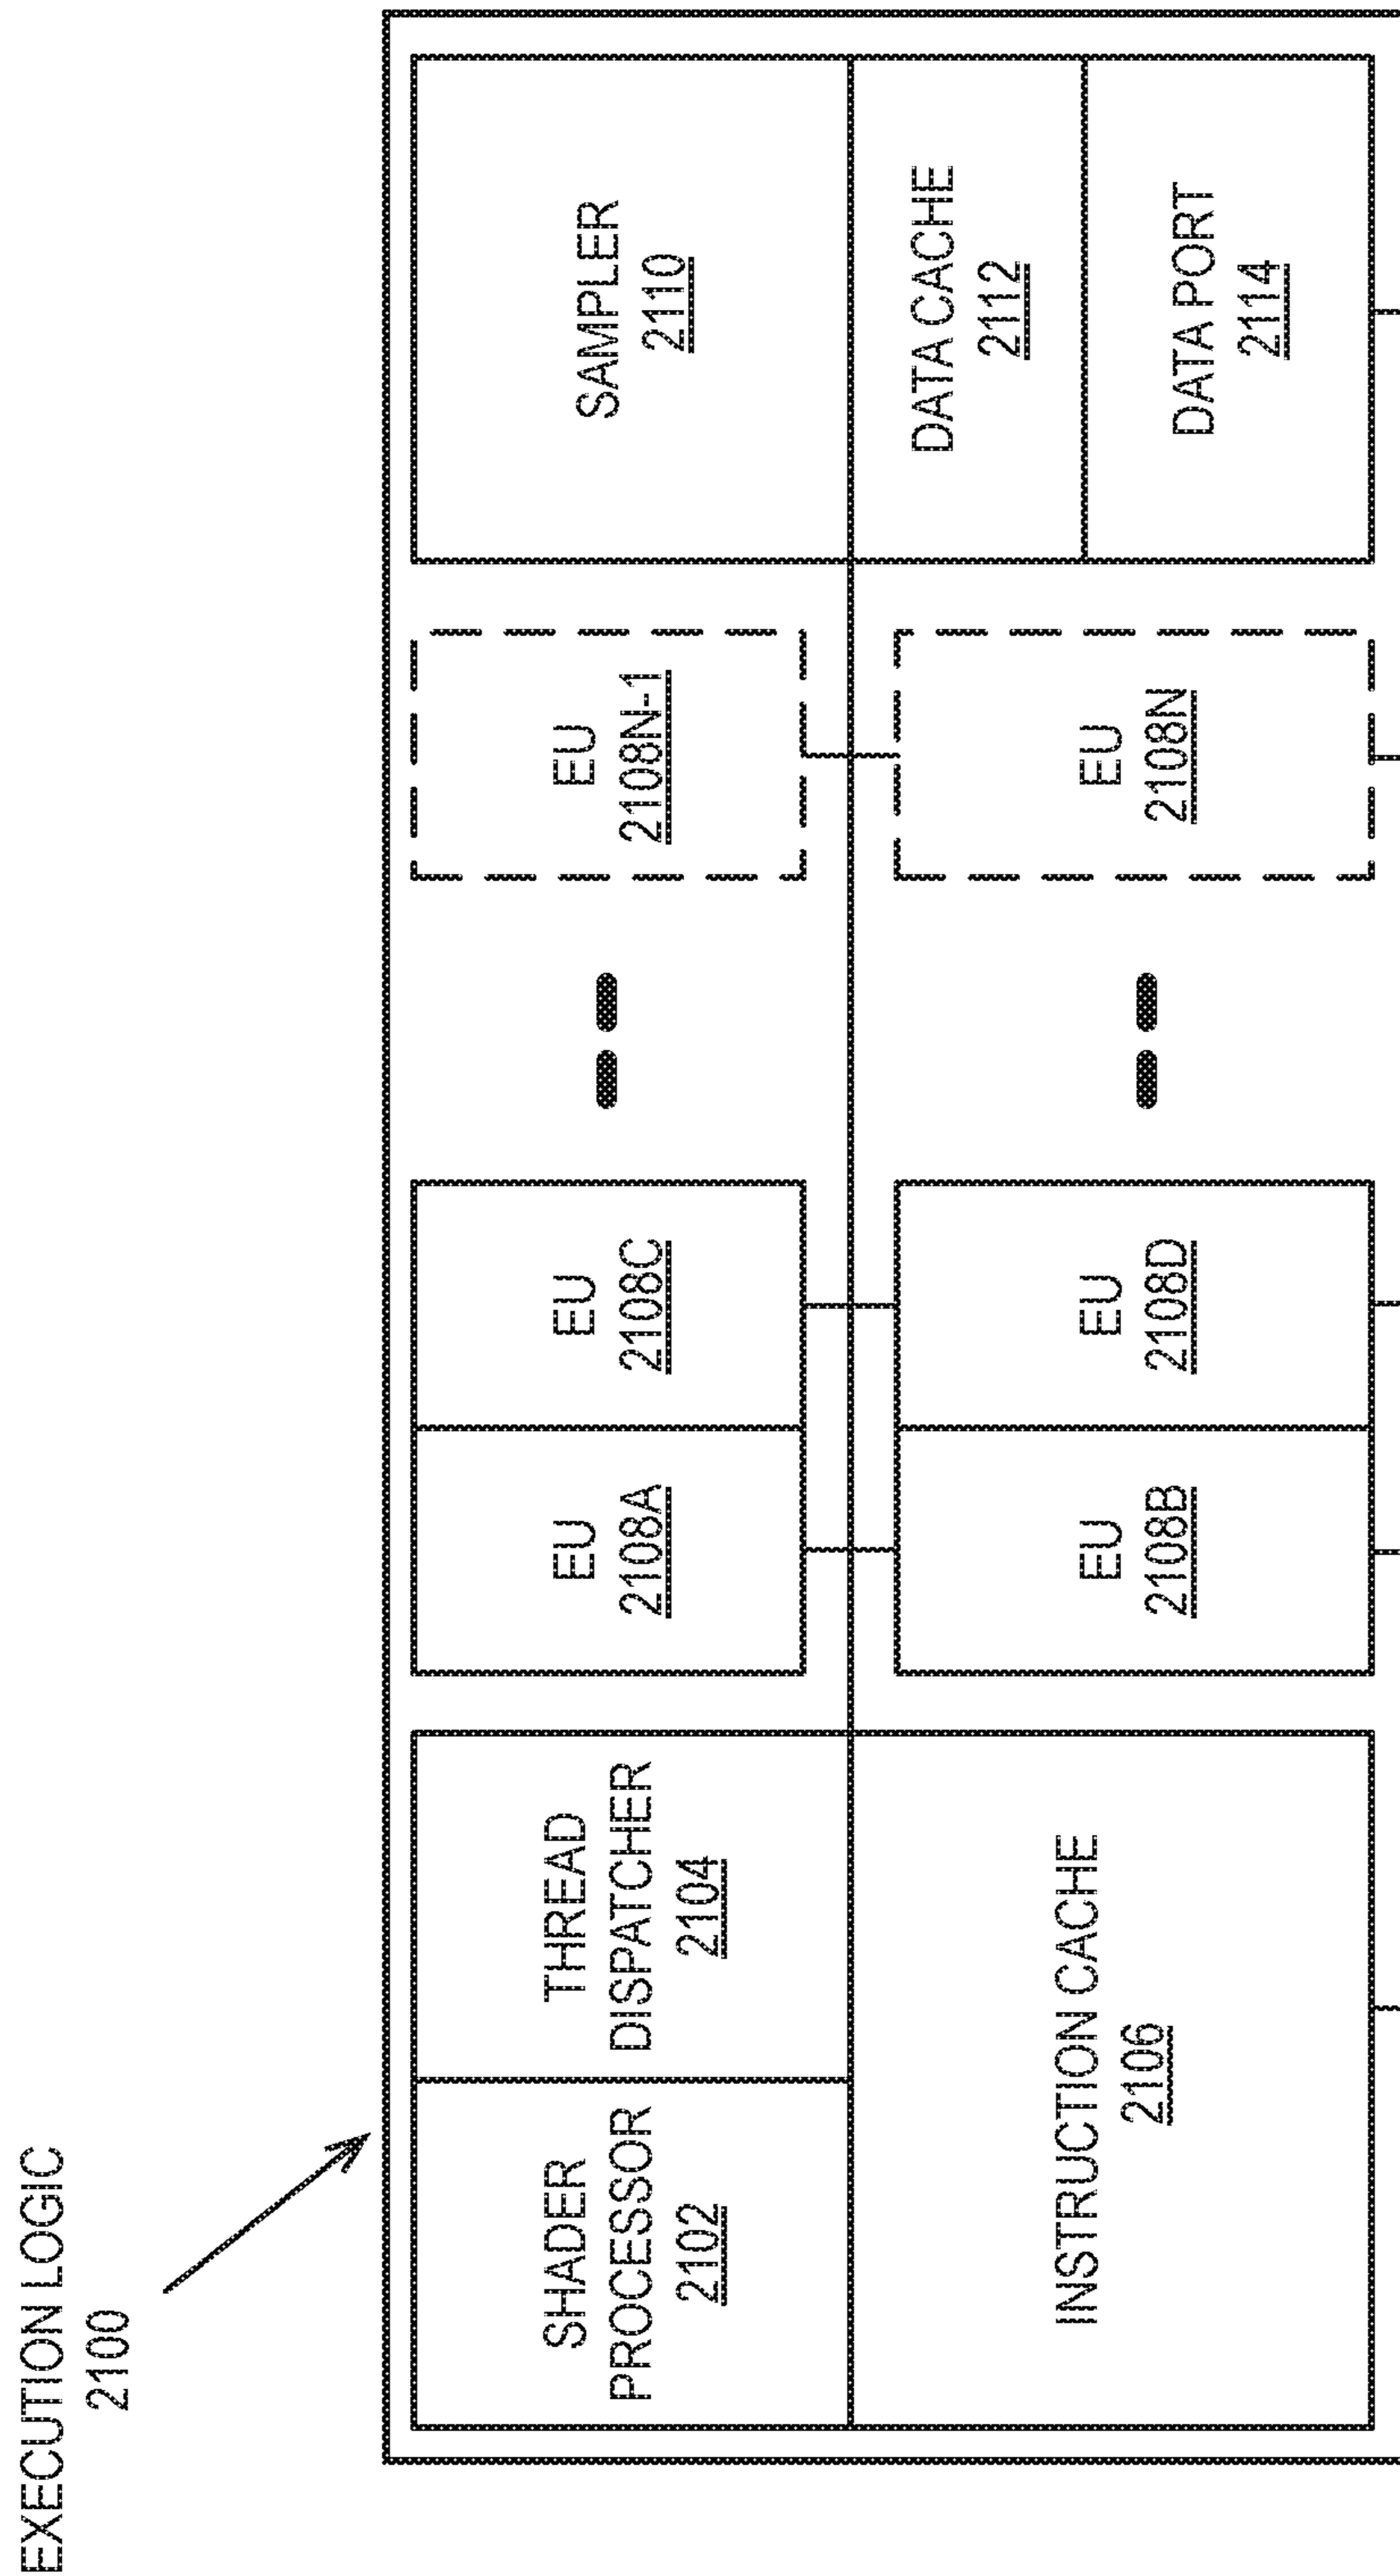 EXECUTION LOGIC
2100
SHADER
PROCESSOR
2102
THREAD
DISPATCHER
2104
INSTRUCTION CACHE
2106
EU
2108A
EU
2108C
EU
2108B
EU
2108D
EU
2108N-1
EU
2108N
SAMPLER
2110
DATA CACHE
2112
DATA PORT
2114